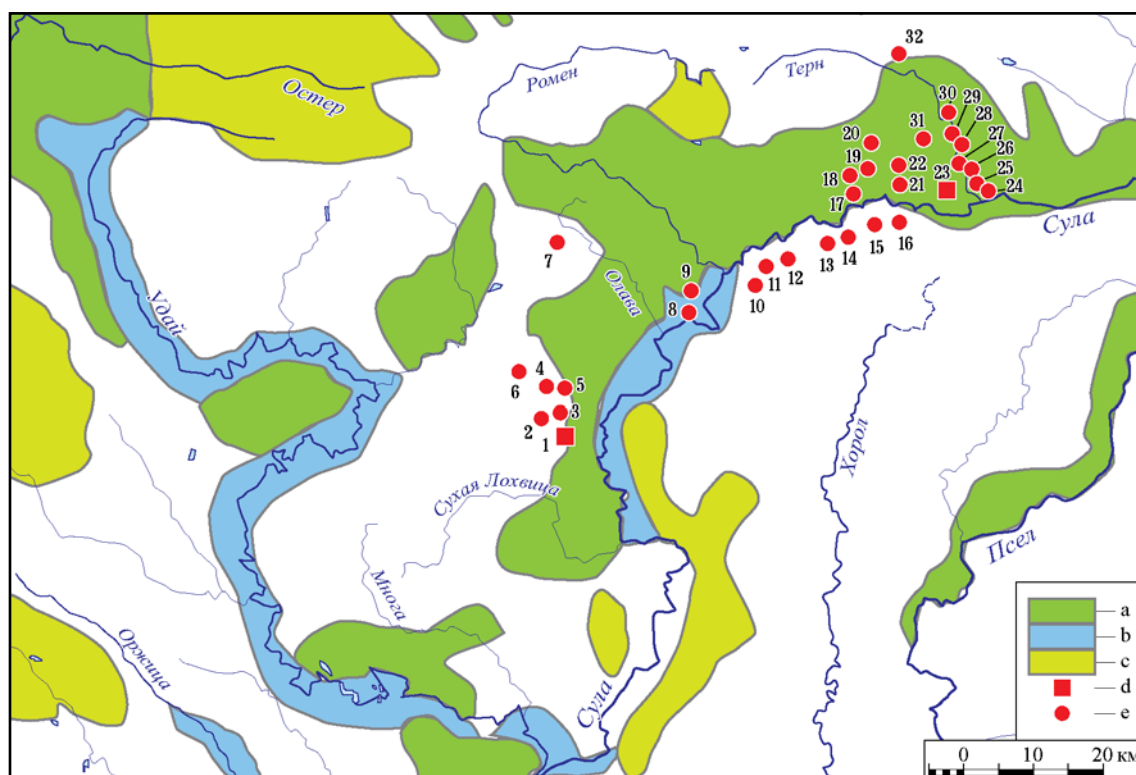 32
Остер
Ромен
Терн
30
29
28
27
26
25
24
23
31
20
19
18
17
22
21
Сула
16
15
14
13
12
11
10
9
8
7
Олава
Удай
6
4
5
3
2
1
Сухая Лохвица
Хорол
Псел
Многа
Оржица
Сула
a
b
c
d
e
0 10 20 км